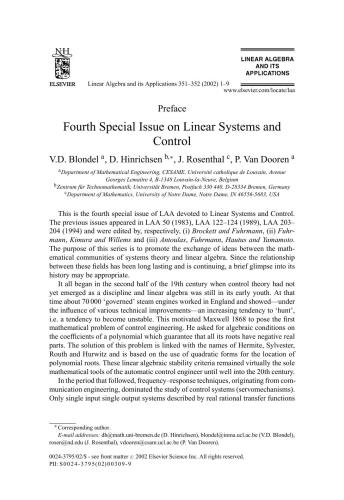 NH
ELSEVIER
Linear Algebra and its Applications 351–352 (2002) 1–9
LINEAR ALGEBRA
AND ITS
APPLICATIONS
www.elsevier.com/locate/laa
Preface
Fourth Special Issue on Linear Systems and
Control
V.D. Blondel a, D. Hinrichsen b,*, J. Rosenthal c, P. Van Dooren a
aDepartment of Mathematical Engineering, CESAME, Université catholique de Louvain, Avenue
Georges Lemaitre 4, B-1348 Louvain-la-Neuve, Belgium
bZentrum für Technomathematik, Universität Bremen, Postfach 330 440, D-28334 Bremen, Germany
cDepartment of Mathematics, University of Notre Dame, Notre Dame, IN 46556-5683, USA
This is the fourth special issue of LAA devoted to Linear Systems and Control.
The previous issues appeared in LAA 50 (1983), LAA 122–124 (1989), LAA 203–
204 (1994) and were edited by, respectively, (i) Brockett and Fuhrmann, (ii) Fuhr-
mann, Kimura and Willems and (iii) Antoulas, Fuhrmann, Hautus and Yamamoto.
The purpose of this series is to promote the exchange of ideas between the math-
ematical communities of systems theory and linear algebra. Since the relationship
between these fields has been long lasting and is continuing, a brief glimpse into its
history may be appropriate.
It all began in the second half of the 19th century when control theory had not
yet emerged as a discipline and linear algebra was still in its early youth. At that
time about 70 000 ‘governed’ steam engines worked in England and showed—under
the influence of various technical improvements—an increasing tendency to ‘hunt’,
i.e. a tendency to become unstable. This motivated Maxwell 1868 to pose the first
mathematical problem of control engineering. He asked for algebraic conditions on
the coefficients of a polynomial which guarantee that all its roots have negative real
parts. The solution of this problem is linked with the names of Hermite, Sylvester,
Routh and Hurwitz and is based on the use of quadratic forms for the location of
polynomial roots. These linear algebraic stability criteria remained virtually the sole
mathematical tools of the automatic control engineer until well into the 20th century.
In the period that followed, frequency-response techniques, originating from com-
munication engineering, dominated the study of control systems (servomechanisms).
Only single input single output systems described by real rational transfer functions
* Corresponding author.
E-mail addresses: dh@math.uni-bremen.de (D. Hinrichsen), blondel@inma.ucl.ac.be (V.D. Blondel),
rosen@nd.edu (J. Rosenthal), vdooren@csam.ucl.ac.be (P. Van Dooren).
0024-3795/02/$ - see front matter © 2002 Elsevier Science Inc. All rights reserved.
PII: S0024-3795(02)00309-9